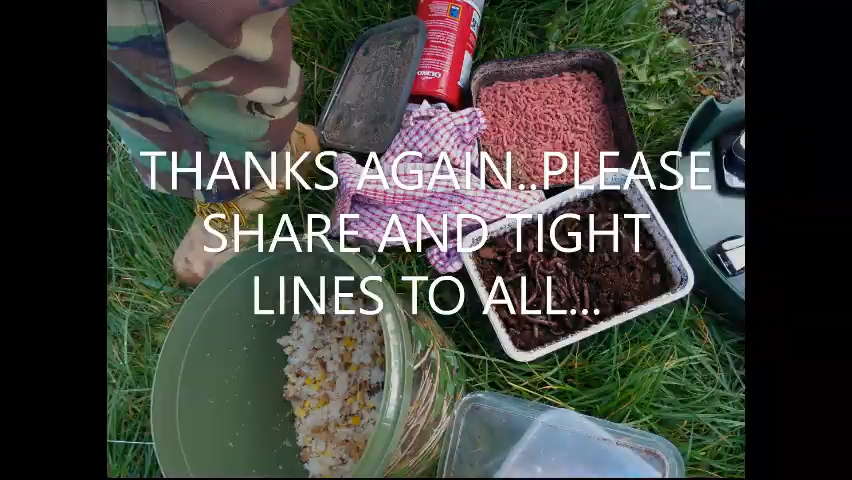 THANKS AGAIN..PLEASE
SHARE AND TIGHT
LINES TO ALL...